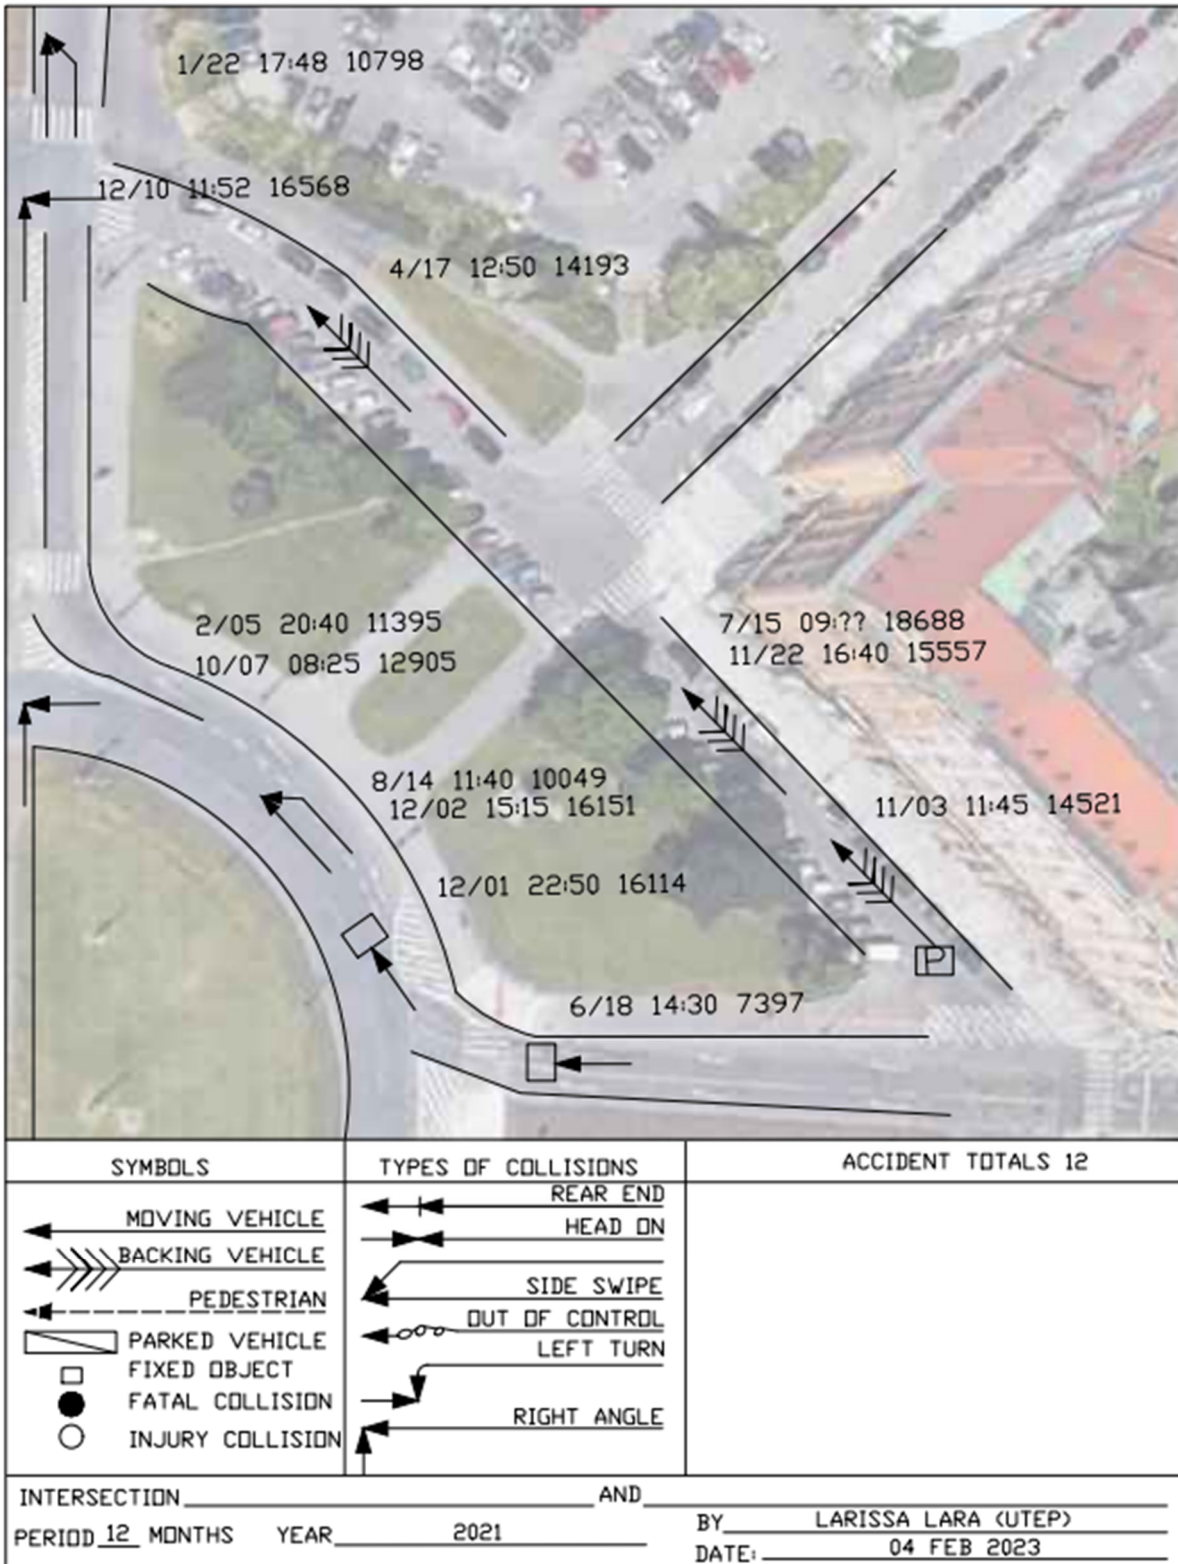 1/22 17:48 10798
12/10 11:52 16568
4/17 12:50 14193
2/05 20:40 11395
10/07 08:25 12905
7/15 09:?? 18688
11/22 16:40 15557
8/14 11:40 10049
12/02 15:15 16151
11/03 11:45 14521
12/01 22:50 16114
P
6/18 14:30 7397
SYMBOLS
MOVING VEHICLE
BACKING VEHICLE
PEDESTRIAN
PARKED VEHICLE
FIXED OBJECT
FATAL COLLISION
INJURY COLLISION
TYPES OF COLLISIONS
REAR END
HEAD ON
SIDE SWIPE
OUT OF CONTROL
LEFT TURN
RIGHT ANGLE
ACCIDENT TOTALS 12
INTERSECTION AND
PERIOD 12 MONTHS YEAR 2021
BY LARISSA LARA (UTEP)
DATE: 04 FEB 2023